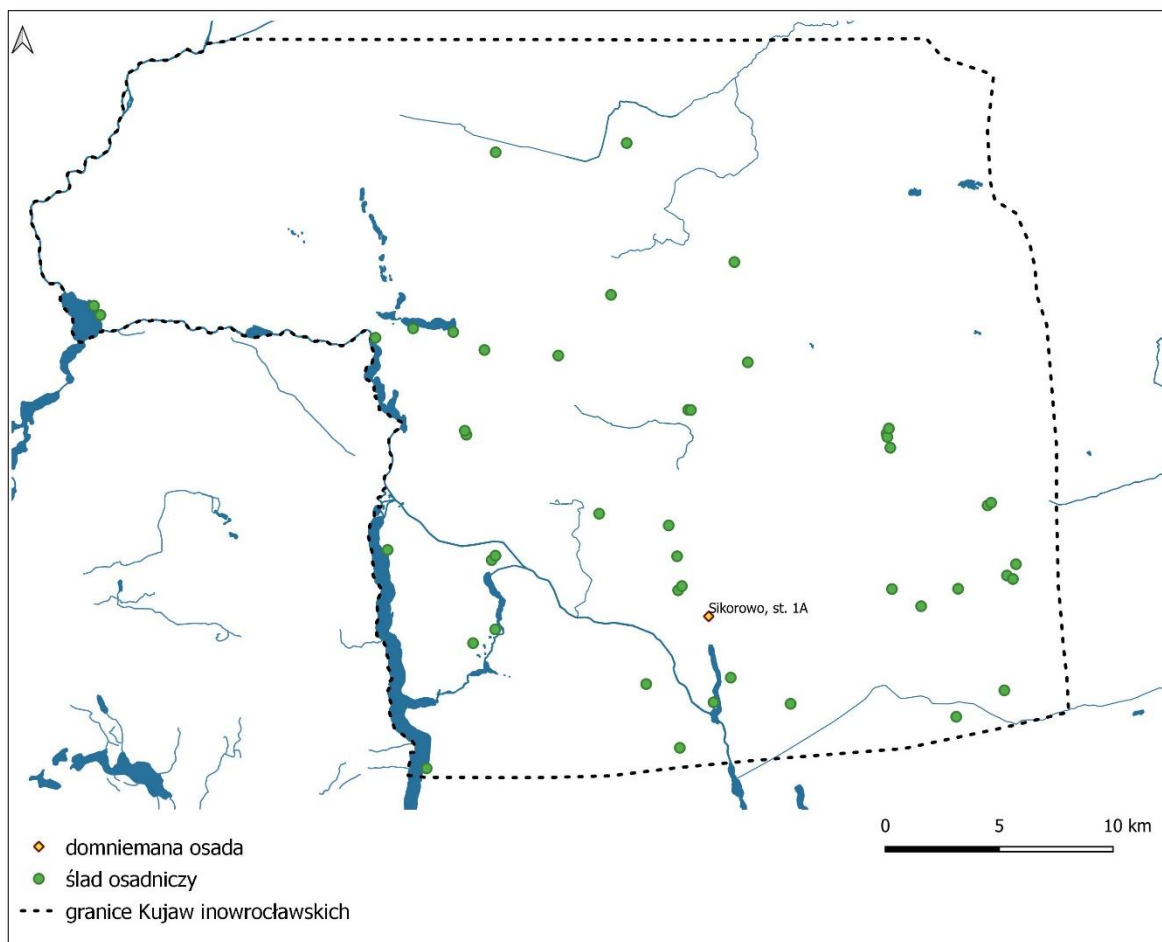 Sikorowo, st. 1A
0 5 10 km
domniemana osada
ślad osadniczy
granice Kujaw inowrocławskich